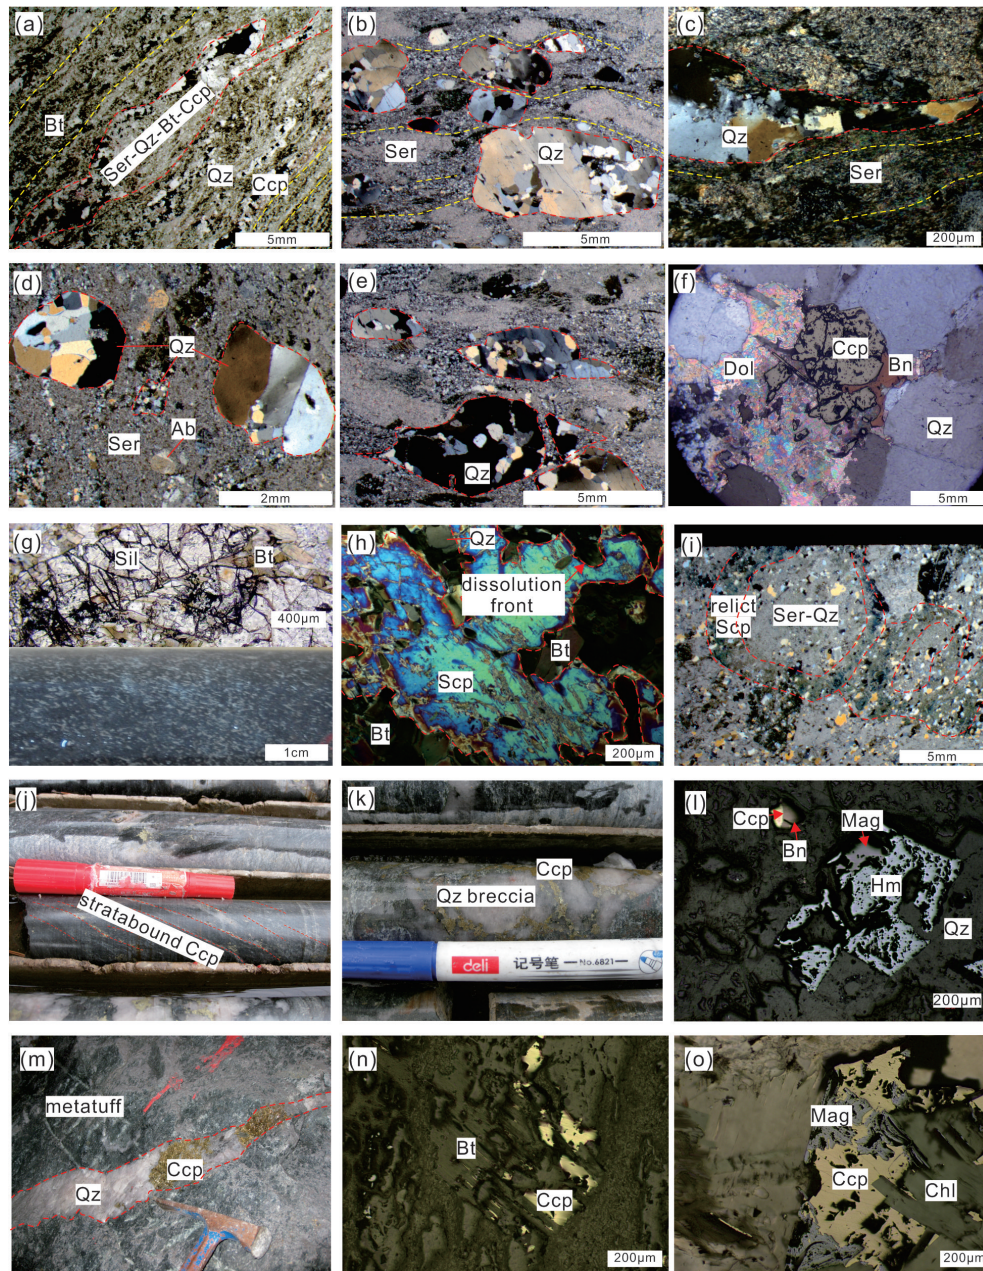 (a)
Bt
Ser-Qz-Bt-Ccp
Qz
Ccp
5mm
(b)
Ser
Qz
5mm
(c)
Qz
Ser
200μm
(d)
Qz
Ser
Ab
2mm
(e)
Qz
5mm
(f)
Ccp
Bn
Dol
Qz
5mm
(g)
Sil
Bt
400μm
1cm
(h)
Qz
dissolution
front
Bt
Scp
Bt
200μm
(i)
relict
Scp
Ser-Qz
5mm
(j)
stratabound Ccp
(k)
Ccp
Qz breccia
deli
记号笔
No.6821
(l)
Ccp
Mag
Bn
Hm
Qz
200μm
(m)
metatuff
Ccp
Qz
(n)
Bt
Ccp
200μm
(o)
Mag
Ccp
Chl
200μm